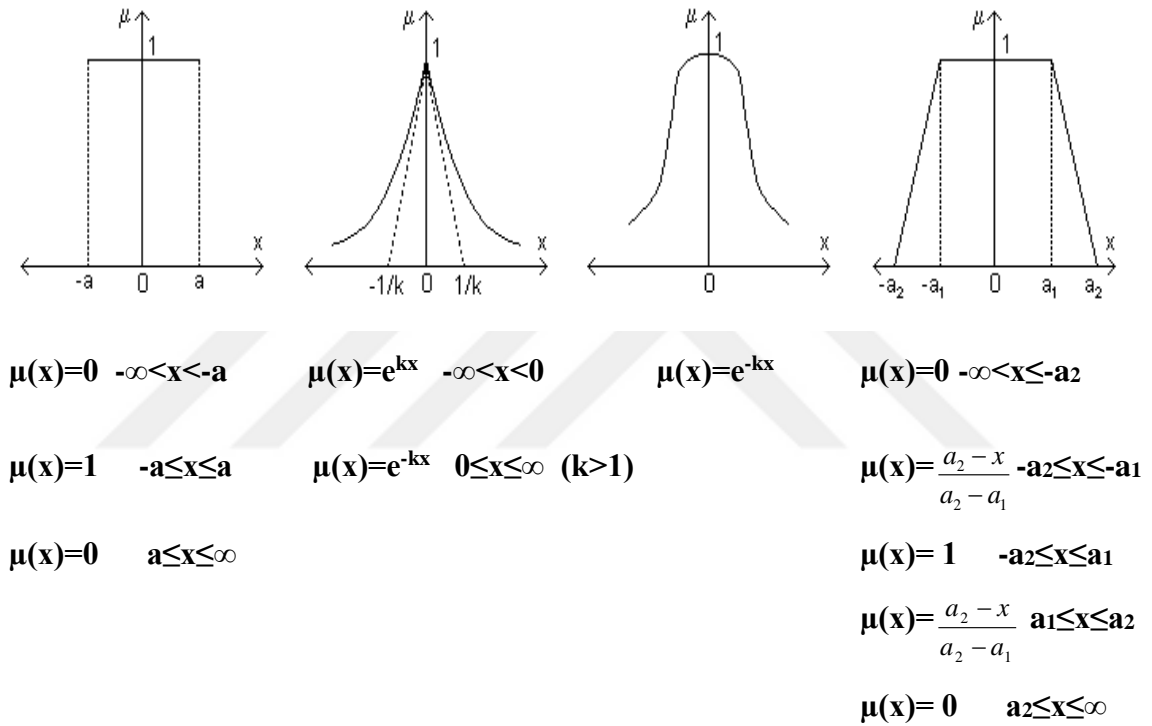 μ μ μ μ
1 1 1 1
x x x x
-a 0 a -1/k 0 1/k 0 -a₂ -a₁ 0 a₁ a₂
μ(x)=0 -∞<x<-a μ(x)=eᵏˣ -∞<x<0 μ(x)=e⁻ᵏˣ μ(x)=0 -∞<x≤-a₂
μ(x)=1 -a≤x≤a μ(x)=e⁻ᵏˣ 0≤x≤∞ (k>1) μ(x)=(a₂ − x)/(a₂ − a₁) -a₂≤x≤-a₁
μ(x)=0 a≤x≤∞ μ(x)= 1 -a₂≤x≤a₁
μ(x)=(a₂ − x)/(a₂ − a₁) a₁≤x≤a₂
μ(x)= 0 a₂≤x≤∞